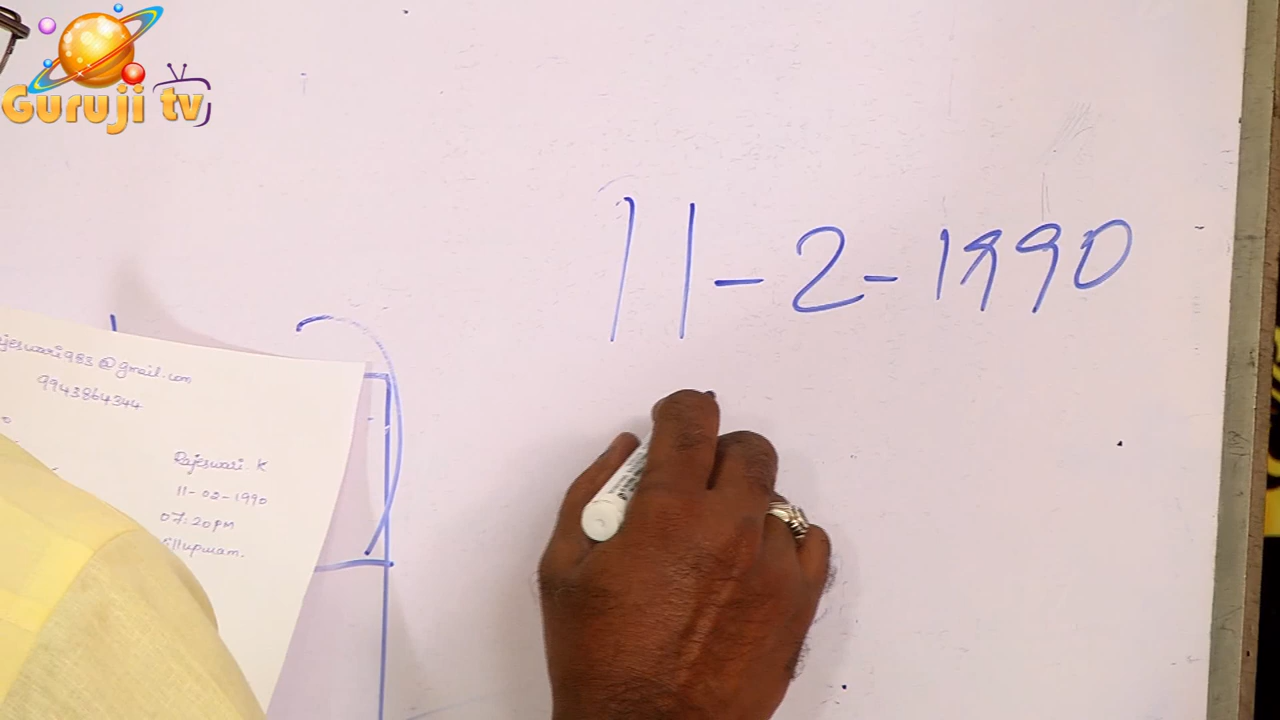 Guruji tv
11-2-1990
9943864344
Rajeswari. K
11-02-1990
07:20pm